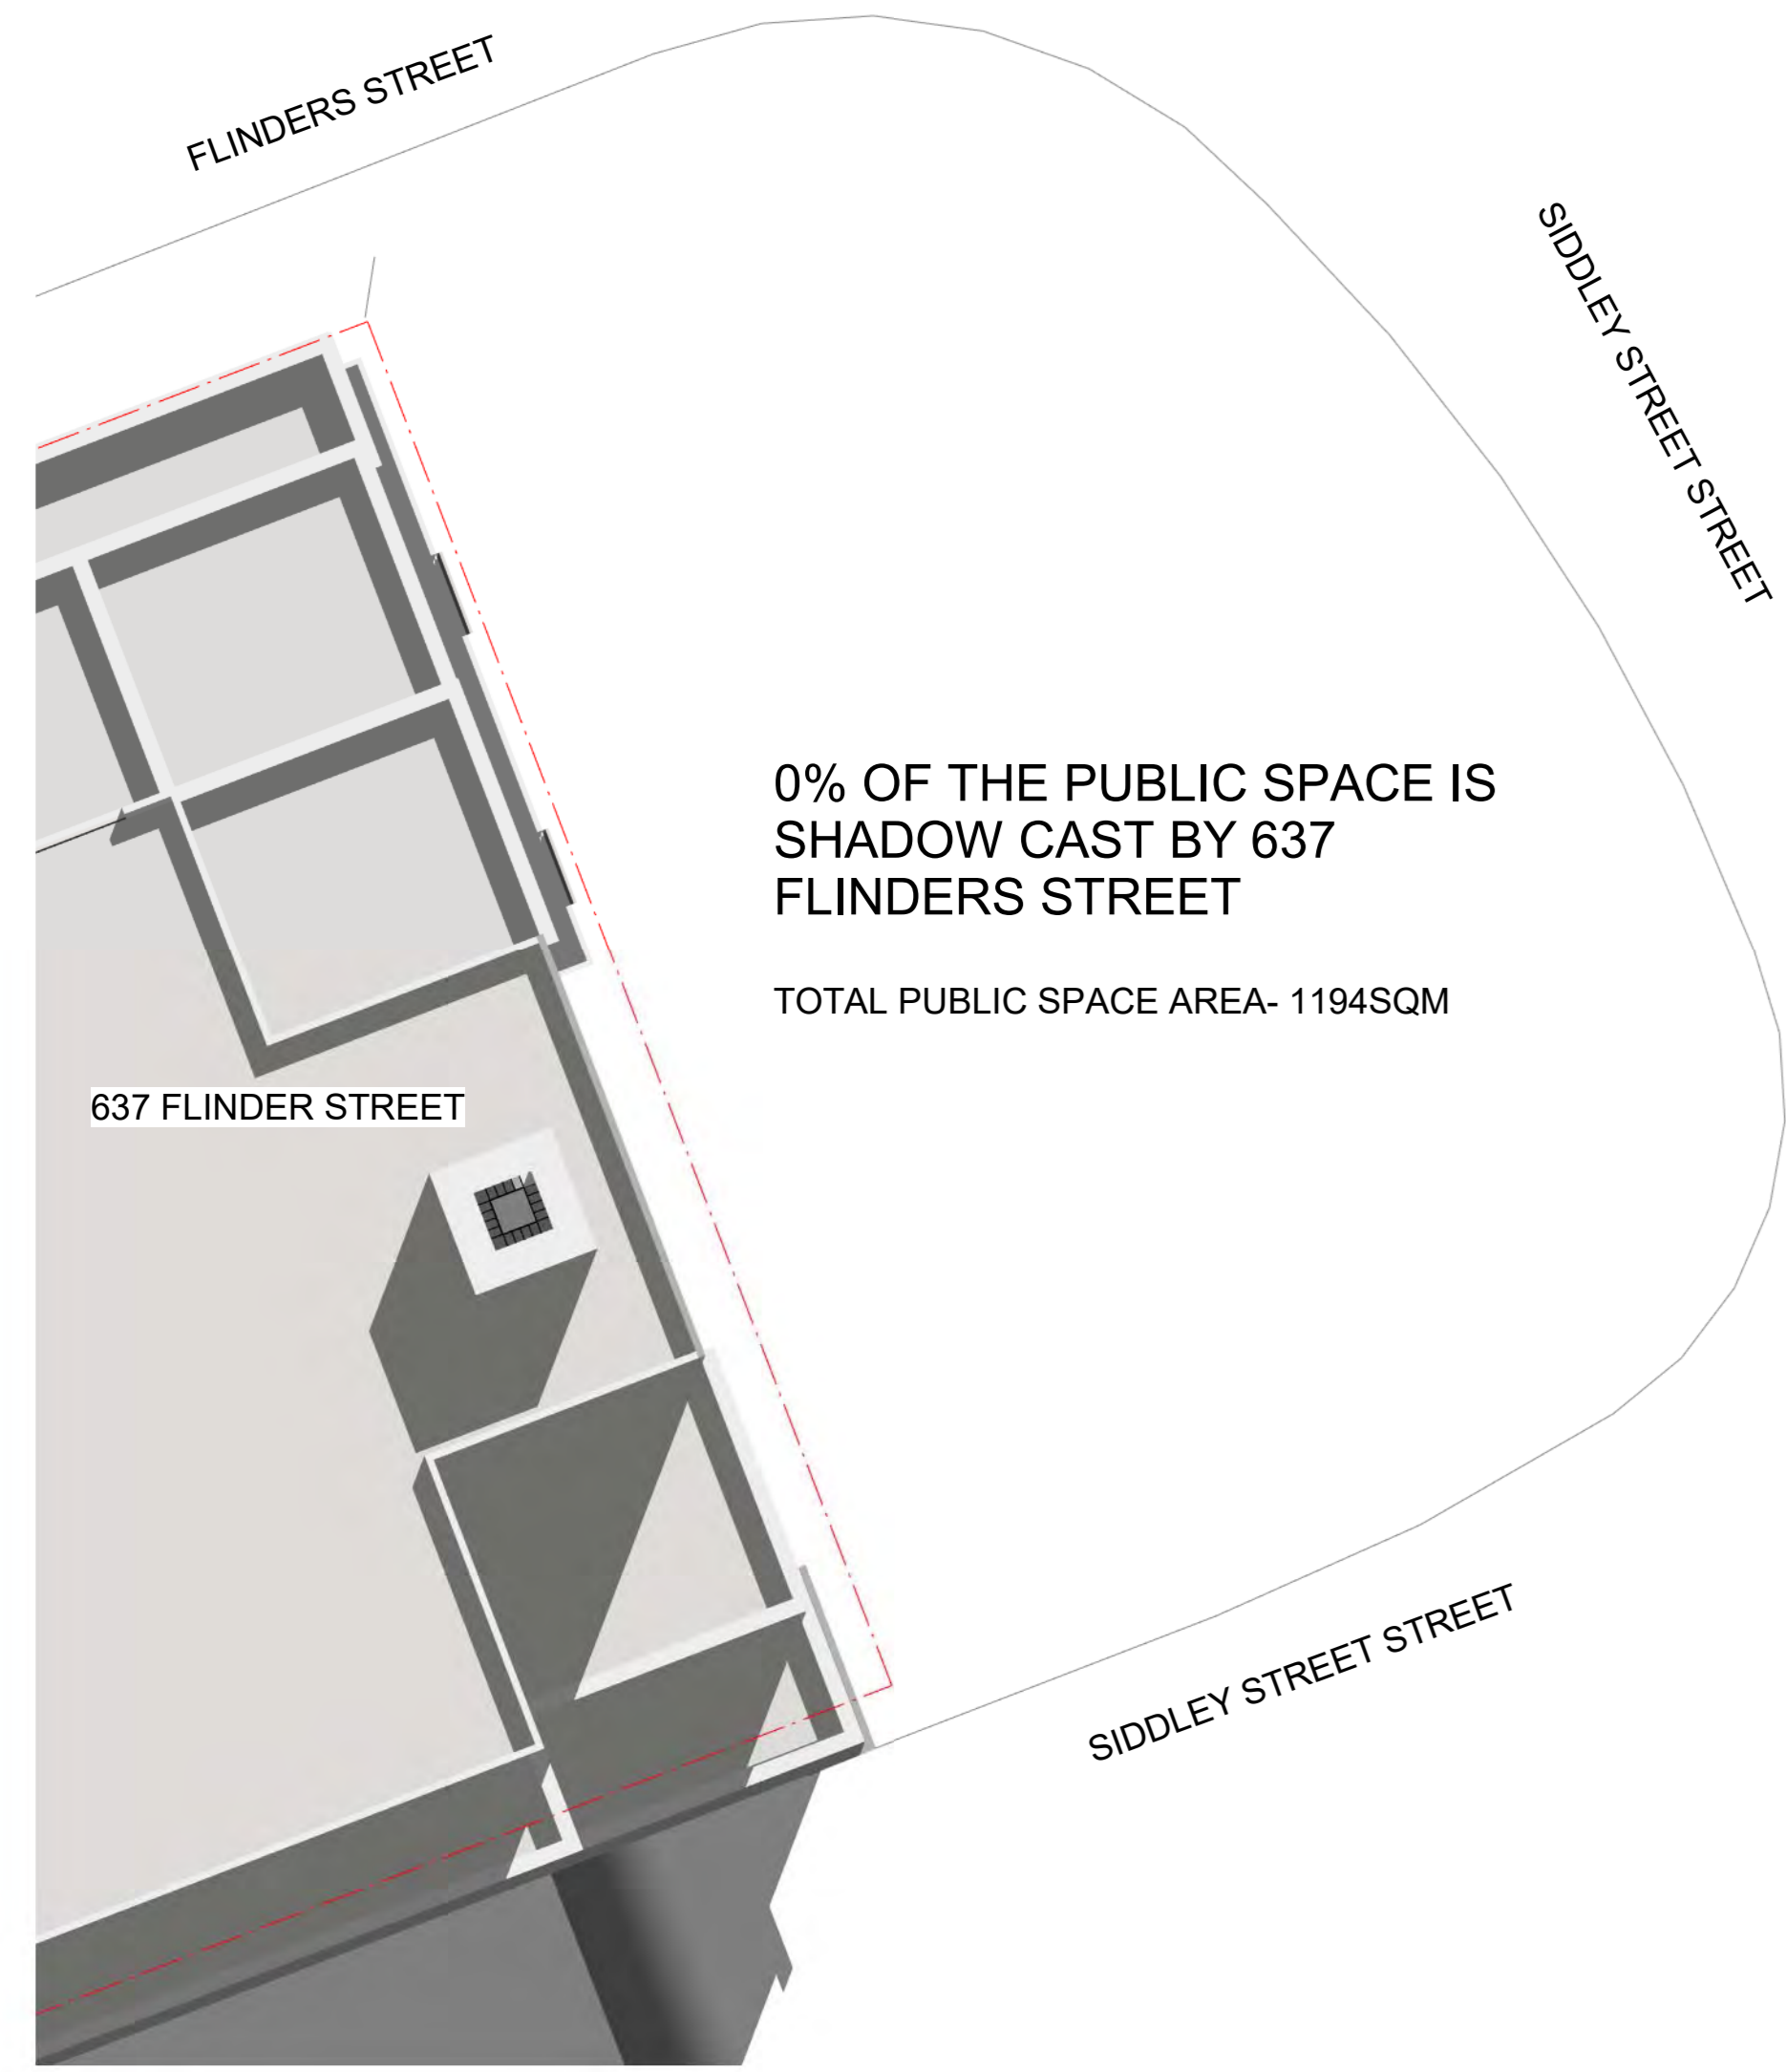 FLINDERS STREET
SIDDLEY STREET STREET
0% OF THE PUBLIC SPACE IS
SHADOW CAST BY 637
FLINDERS STREET
TOTAL PUBLIC SPACE AREA- 1194SQM
637 FLINDER STREET
SIDDLEY STREET STREET